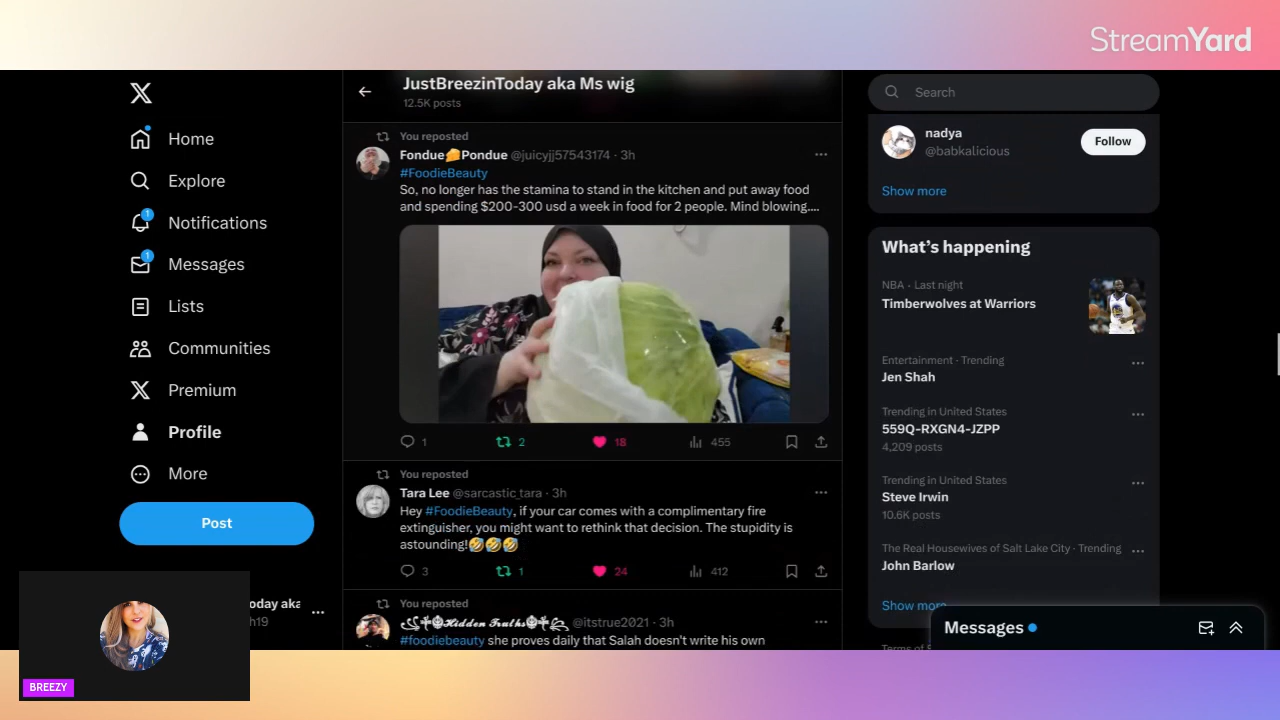 StreamYard
JustBreezinToday aka Ms wig
12.5K posts
Home
Explore
1
Notifications
1
Messages
Lists
Communities
Premium
Profile
More
Post
oday aka
h19
BREEZY
You reposted
Fondue🧀Pondue @juicyjj57543174 · 3h
#FoodieBeauty
So, no longer has the stamina to stand in the kitchen and put away food
and spending $200-300 usd a week in food for 2 people. Mind blowing....
1 2 18 455
You reposted
Tara Lee @sarcastic_tara · 3h
Hey #FoodieBeauty, if your car comes with a complimentary fire
extinguisher, you might want to rethink that decision. The stupidity is
astounding!🤣🤣🤣
3 1 24 412
You reposted
𝓗𝓲𝓭𝓭𝓮𝓷 𝓣𝓻𝓾𝓽𝓱𝓼 @itstrue2021 · 3h
#foodiebeauty she proves daily that Salah doesn't write his own
Search
nadya
@babkalicious
Follow
Show more
What's happening
NBA · Last night
Timberwolves at Warriors
Entertainment · Trending
Jen Shah
Trending in United States
559Q-RXGN4-JZPP
4,209 posts
Trending in United States
Steve Irwin
10.6K posts
The Real Housewives of Salt Lake City · Trending
John Barlow
Show more
Messages